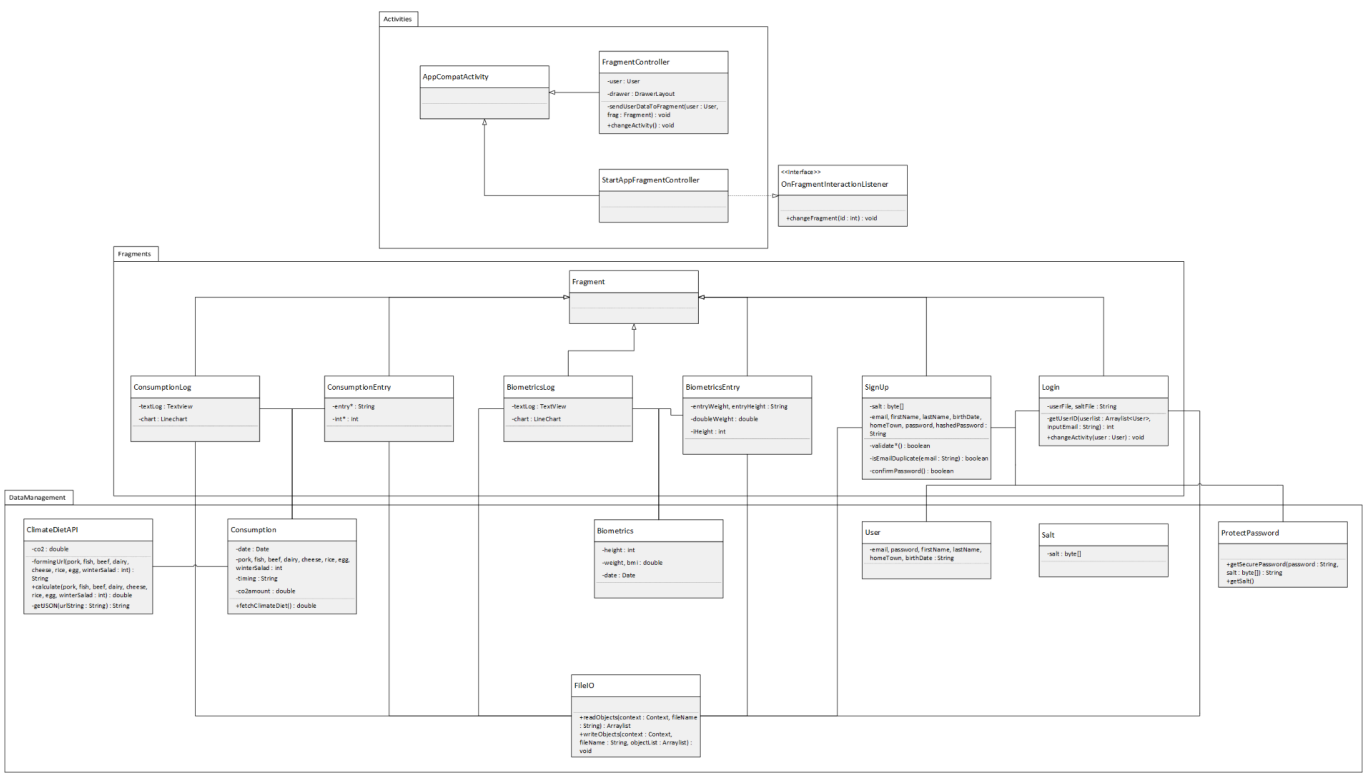 Activities
AppCompatActivity
FragmentController
-user : User
-drawer : DrawerLayout
-sendUserDataToFragment(user : User,
frag : Fragment) : void
+changeActivity() : void
StartAppFragmentController
<<Interface>>
OnFragmentInteractionListener
+changeFragment(id : int) : void
Fragments
Fragment
ConsumptionLog
-textLog : Textview
-chart : Linechart
ConsumptionEntry
-entry* : String
-int* : int
BiometricsLog
-textLog : TextView
-chart : LineChart
BiometricsEntry
-entryWeight, entryHeight : String
-doubleWeight : double
-iHeight : int
SignUp
-salt : byte[]
-email, firstName, lastName, birthDate,
homeTown, password, hashedPassword :
String
-validate*() : boolean
-isEmailDuplicate(email : String) : boolean
-confirmPassword() : boolean
Login
-userFile, saltFile : String
-getUserID(userlist : Arraylist<User>,
inputEmail : String) : int
+changeActivity(user : User) : void
DataManagement
ClimateDietAPI
-co2 : double
-formingUrl(pork, fish, beef, dairy,
cheese, rice, egg, winterSalad : int) :
String
+calculate(pork, fish, beef, dairy, cheese,
rice, egg, winterSalad : int) : double
-getJSON(urlString : String) : String
Consumption
-date : Date
-pork, fish, beef, dairy, cheese, rice, egg,
winterSalad : int
-timing : String
-co2amount : double
+fetchClimateDiet() : double
Biometrics
-height : int
-weight, bmi : double
-date : Date
User
-email, password, firstName, lastName,
homeTown, birthDate : String
Salt
-salt : byte[]
ProtectPassword
+getSecurePassword(password : String,
salt : byte[]) : String
+getSalt()
FileIO
+readObjects(context : Context, fileName
: String) : Arraylist
+writeObjects(context : Context,
fileName : String, objectList : Arraylist) :
void